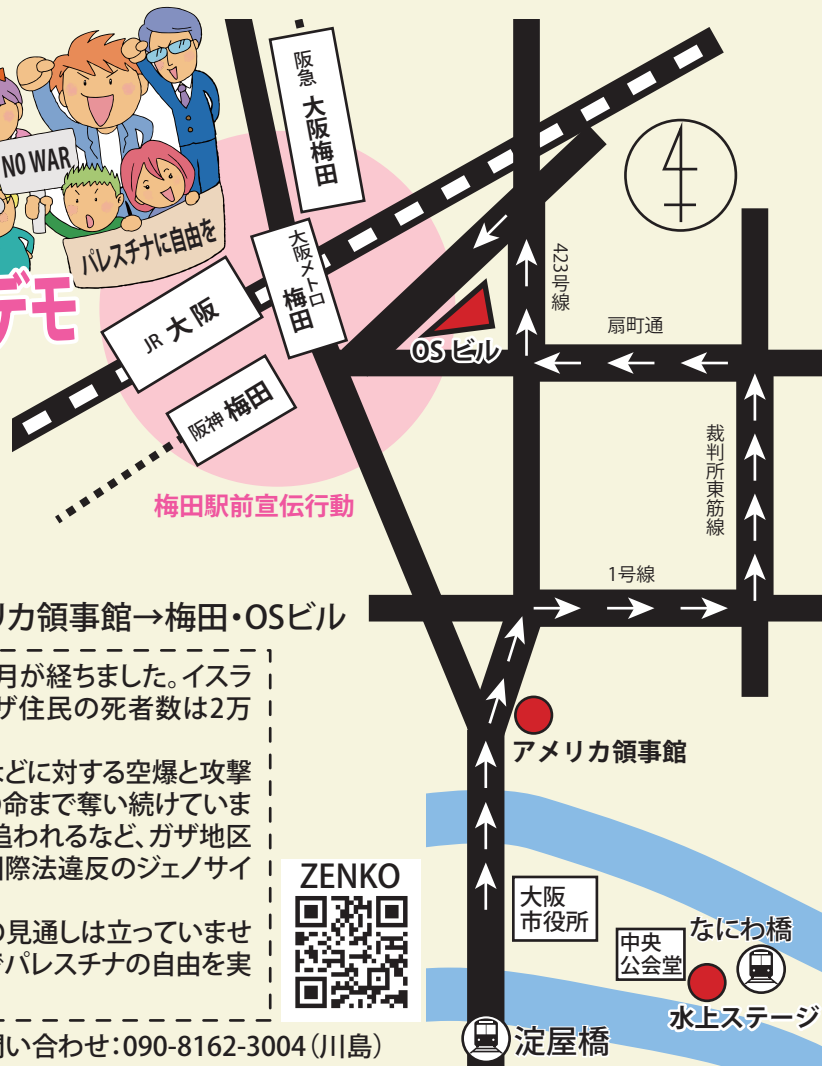 NO WAR
パレスチナに自由を
デモ
阪急 大阪梅田
大阪メトロ 梅田
JR 大阪
阪神 梅田
梅田駅前宣伝行動
OS ビル
423号線
扇町通
裁判所東筋線
1号線
リカ領事館→梅田・OSビル
アメリカ領事館
月が経ちました。イスラ
ザ住民の死者数は2万
などに対する空爆と攻撃
の命まで奪い続けていま
追われるなど、ガザ地区
国際法違反のジェノサイ
の見通しは立っていませ
でパレスチナの自由を実
ZENKO
大阪
市役所
中央
公会堂
なにわ橋
水上ステージ
淀屋橋
問い合わせ:090-8162-3004(川島)